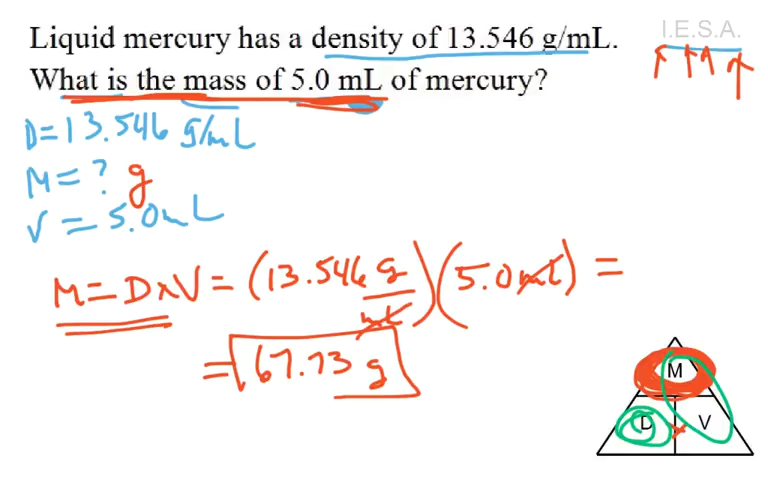 Liquid mercury has a density of 13.546 g/mL.
I.E.S.A.
What is the mass of 5.0 mL of mercury?
D=13.546 g/mL
M=? g
V=5.0mL
M=DxV=(13.546 g/mL)(5.0mL)=
=67.73 g
M
D V